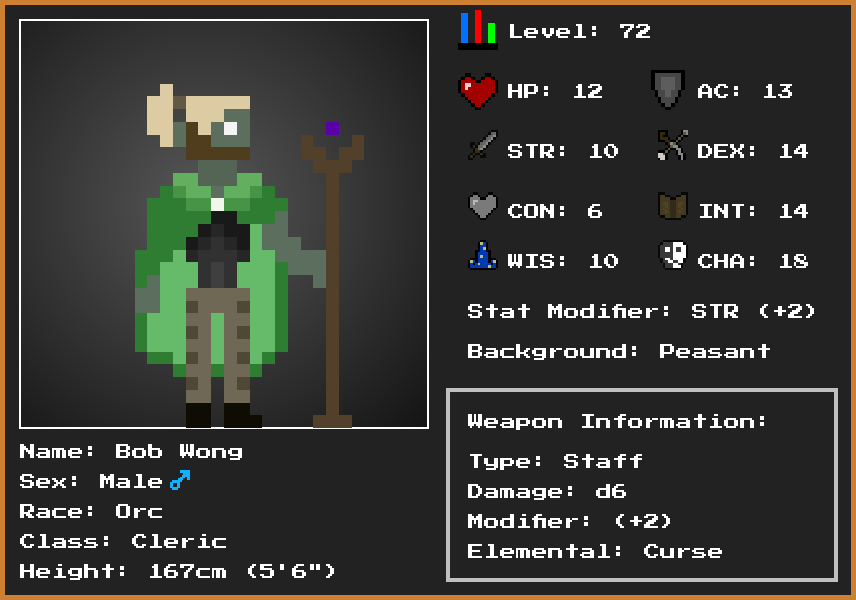 Level: 72
HP: 12 AC: 13
STR: 10 DEX: 14
CON: 6 INT: 14
WIS: 10 CHA: 18
Stat Modifier: STR (+2)
Background: Peasant
Weapon Information:
Type: Staff
Damage: d6
Modifier: (+2)
Elemental: Curse
Name: Bob Wong
Sex: Male ♂
Race: Orc
Class: Cleric
Height: 167cm (5'6")